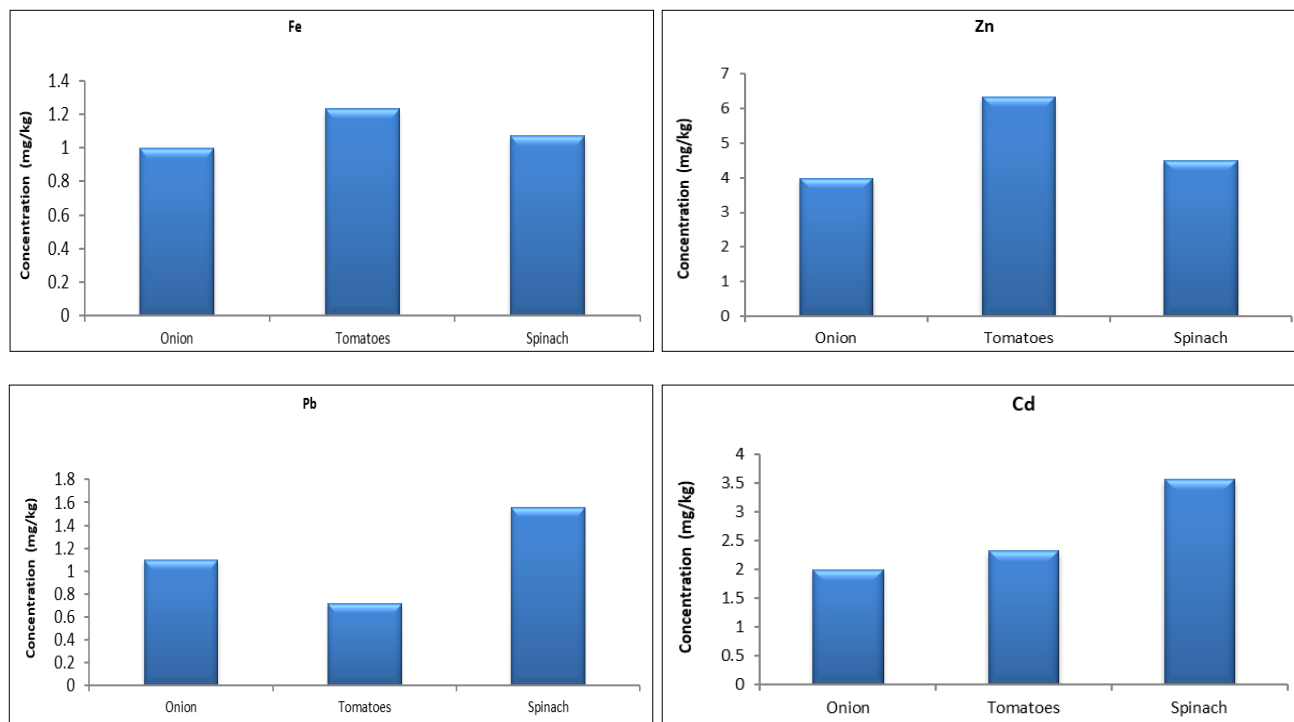 Fe
Concentration (mg/kg)
1.4
1.2
1
0.8
0.6
0.4
0.2
0
Onion Tomatoes Spinach
Zn
Concentration (mg/kg)
7
6
5
4
3
2
1
0
Onion Tomatoes Spinach
Pb
Concentration (mg/kg)
1.8
1.6
1.4
1.2
1
0.8
0.6
0.4
0.2
0
Onion Tomatoes Spinach
Cd
Concentration (mg/kg)
4
3.5
3
2.5
2
1.5
1
0.5
0
Onion Tomatoes Spinach